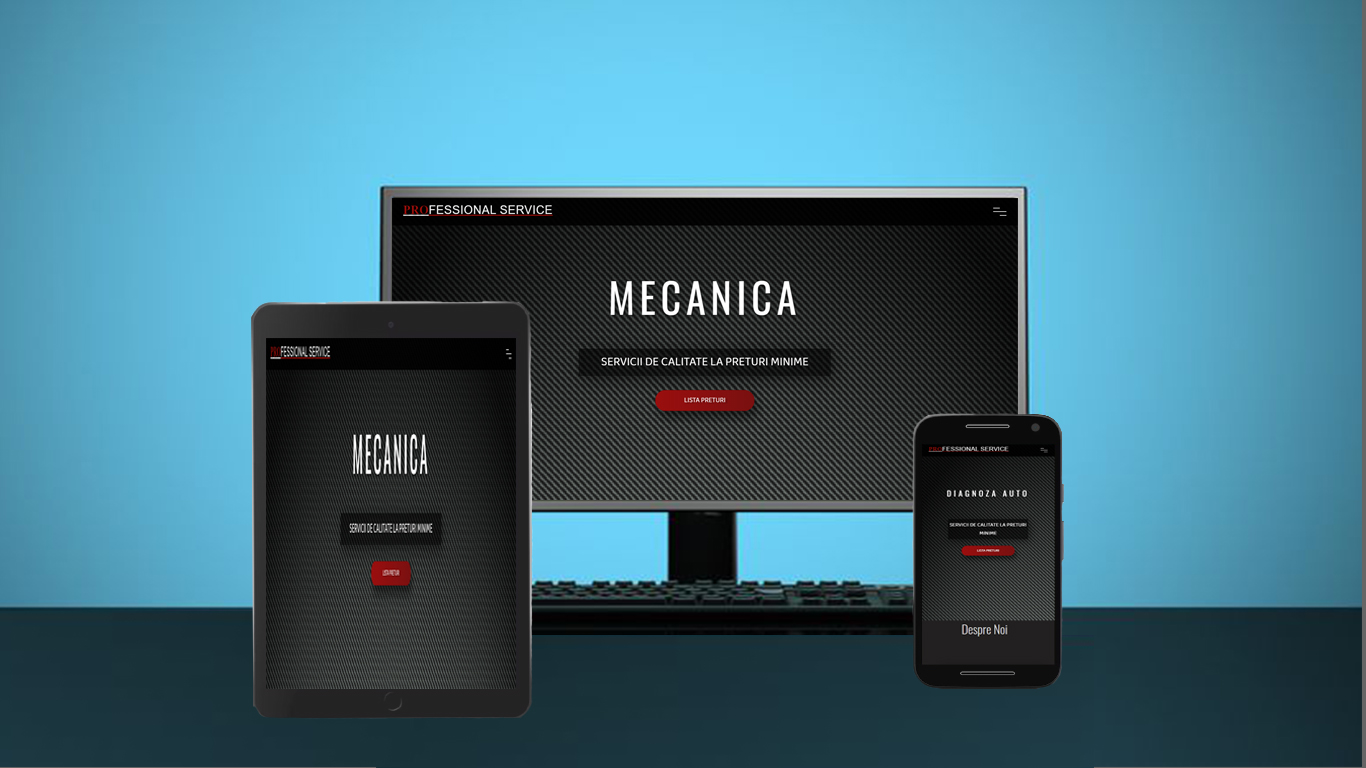 PROFESSIONAL SERVICE
MECANICA
SERVICII DE CALITATE LA PRETURI MINIME
LISTA PRETURI
PROFESSIONAL SERVICE
MECANICA
SERVICII DE CALITATE LA PRETURI MINIME
LISTA PRETURI
PROFESSIONAL SERVICE
DIAGNOZA AUTO
SERVICII DE CALITATE LA PRETURI
MINIME
LISTA PRETURI
Despre Noi